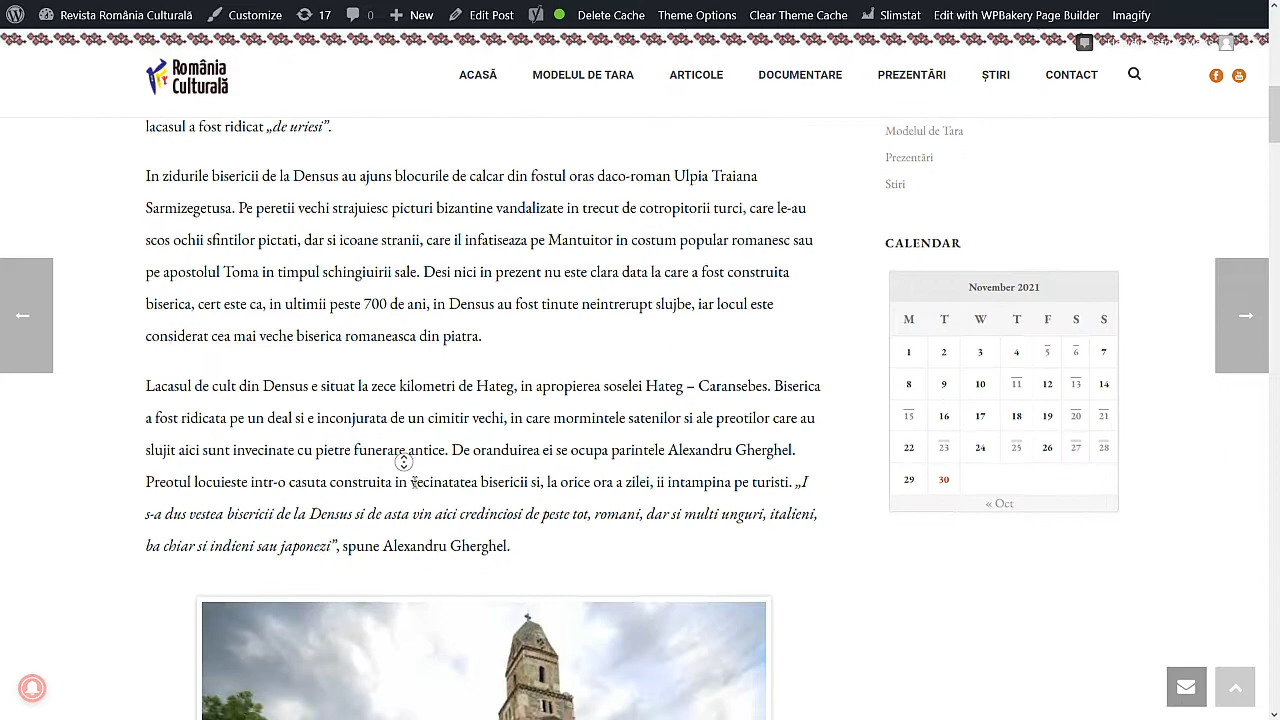 Revista România Culturală Customize 17 0 New Edit Post Delete Cache Theme Options Clear Theme Cache Slimstat Edit with WPBakery Page Builder Imagify
România
Culturală
ACASĂ MODELUL DE TARA ARTICOLE DOCUMENTARE PREZENTĂRI ȘTIRI CONTACT
lacasul a fost ridicat „de uriesi”.
In zidurile bisericii de la Densus au ajuns blocurile de calcar din fostul oras daco-roman Ulpia Traiana
Sarmizegetusa. Pe peretii vechi strajuiesc picturi bizantine vandalizate in trecut de cotropitorii turci, care le-au
scos ochii sfintilor pictati, dar si icoane stranii, care il infatiseaza pe Mantuitor in costum popular romanesc sau
pe apostolul Toma in timpul schingiuirii sale. Desi nici in prezent nu este clara data la care a fost construita
biserica, cert este ca, in ultimii peste 700 de ani, in Densus au fost tinute neintrerupt slujbe, iar locul este
considerat cea mai veche biserica romaneasca din piatra.
Lacasul de cult din Densus e situat la zece kilometri de Hateg, in apropierea soselei Hateg – Caransebes. Biserica
a fost ridicata pe un deal si e inconjurata de un cimitir vechi, in care mormintele satenilor si ale preotilor care au
slujit aici sunt invecinate cu pietre funerare antice. De oranduirea ei se ocupa parintele Alexandru Gherghel.
Preotul locuieste intr-o casuta construita in vecinatatea bisericii si, la orice ora a zilei, ii intampina pe turisti. „I
s-a dus vestea bisericii de la Densus si de asta vin aici credinciosi de peste tot, romani, dar si multi unguri, italieni,
ba chiar si indieni sau japonezi”, spune Alexandru Gherghel.
Modelul de Tara
Prezentări
Stiri
CALENDAR
November 2021
M T W T F S S
1 2 3 4 5 6 7
8 9 10 11 12 13 14
15 16 17 18 19 20 21
22 23 24 25 26 27 28
29 30
« Oct